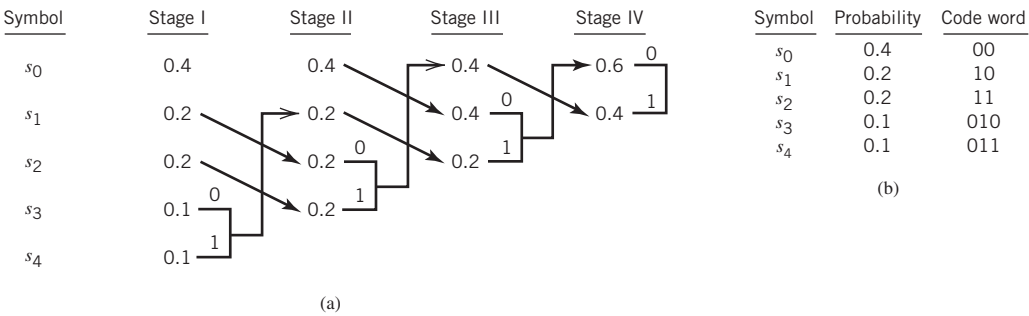 Symbol Stage I Stage II Stage III Stage IV
s0 0.4 0.4 0.4 0.6 0
s1 0.2 0.2 0 0.4 0.4 1
s2 0.2 0 0.2 1 0.2
s3 0.1 0 1 0.2
s4 1 0.1
(a)
Symbol Probability Code word
s0 0.4 00
s1 0.2 10
s2 0.2 11
s3 0.1 010
s4 0.1 011
(b)